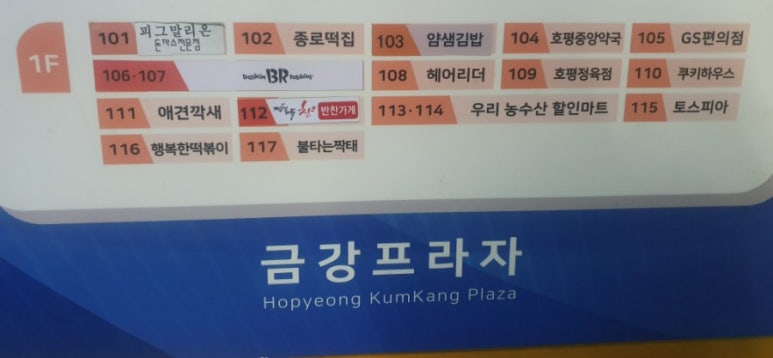 1F
101 피그말리온 돈까스전문점
102 종로떡집
103 얌샘김밥
104 호평중앙약국
105 GS편의점
106·107 baskin BR robbins
108 헤어리더
109 호평정육점
110 쿠키하우스
111 애견깍새
112 반찬가게
113·114 우리 농수산 할인마트
115 토스피아
116 행복한떡볶이
117 불타는짝태
금강프라자
Hopyeong KumKang Plaza